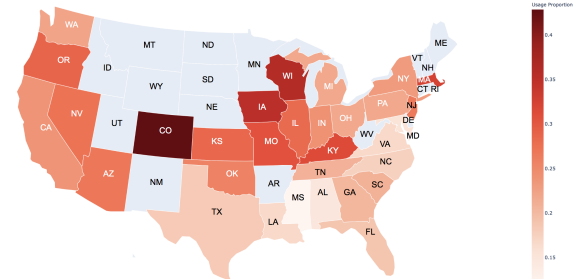 Usage Proportion
WA
MT
ND
ME
VT
MN
NH
OR
ID
SD
WI
NY
MA
WY
MI
CT RI
NE
IA
PA
NJ
OH
NV
UT
CO
IL
IN
DE
MD
CA
KS
MO
WV
VA
KY
NC
AZ
NM
OK
AR
TN
SC
MS
AL
GA
TX
LA
FL
0.4
0.35
0.3
0.25
0.2
0.15